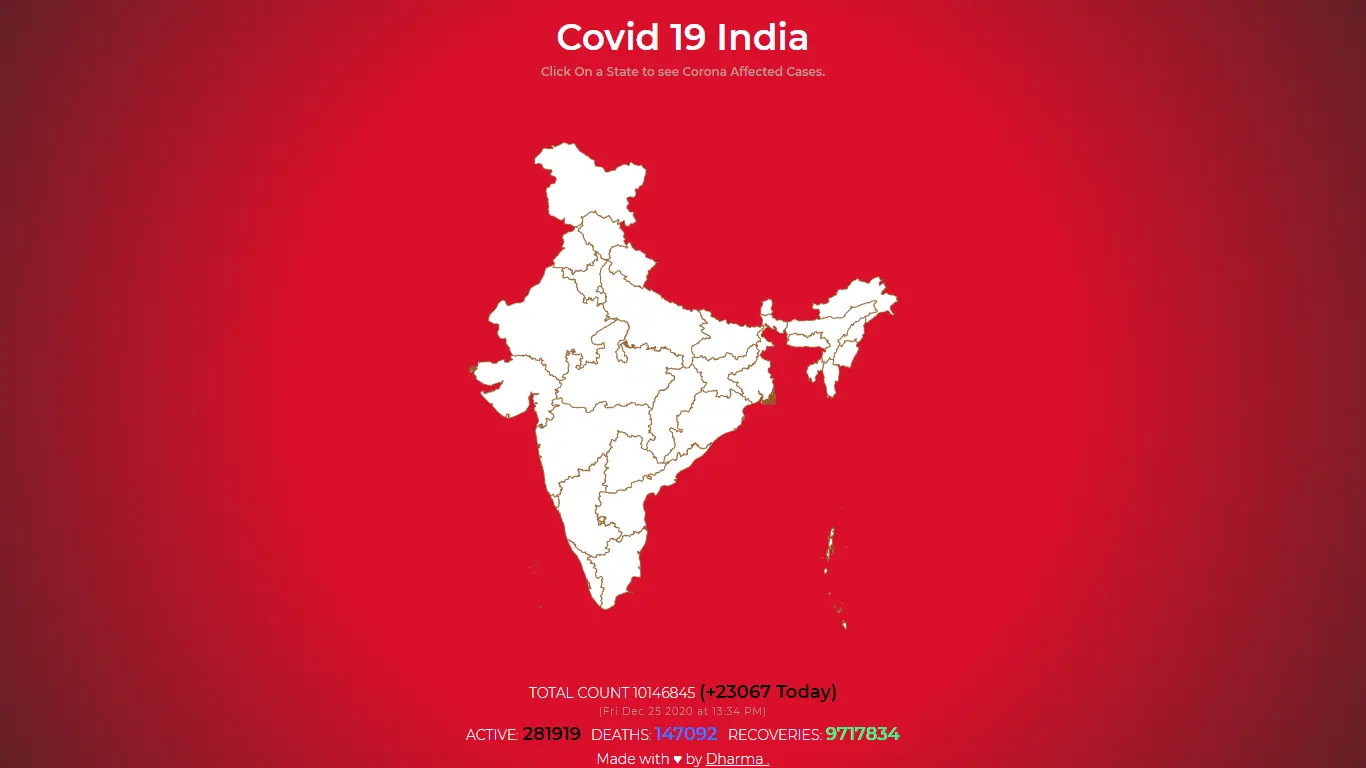 Covid 19 India
Click On a State to see Corona Affected Cases.
TOTAL COUNT 10146845 (+23067 Today)
(Fri Dec 25 2020 at 13:34 PM)
ACTIVE: 281919 DEATHS: 147092 RECOVERIES: 9717834
Made with ♥ by Dharma .